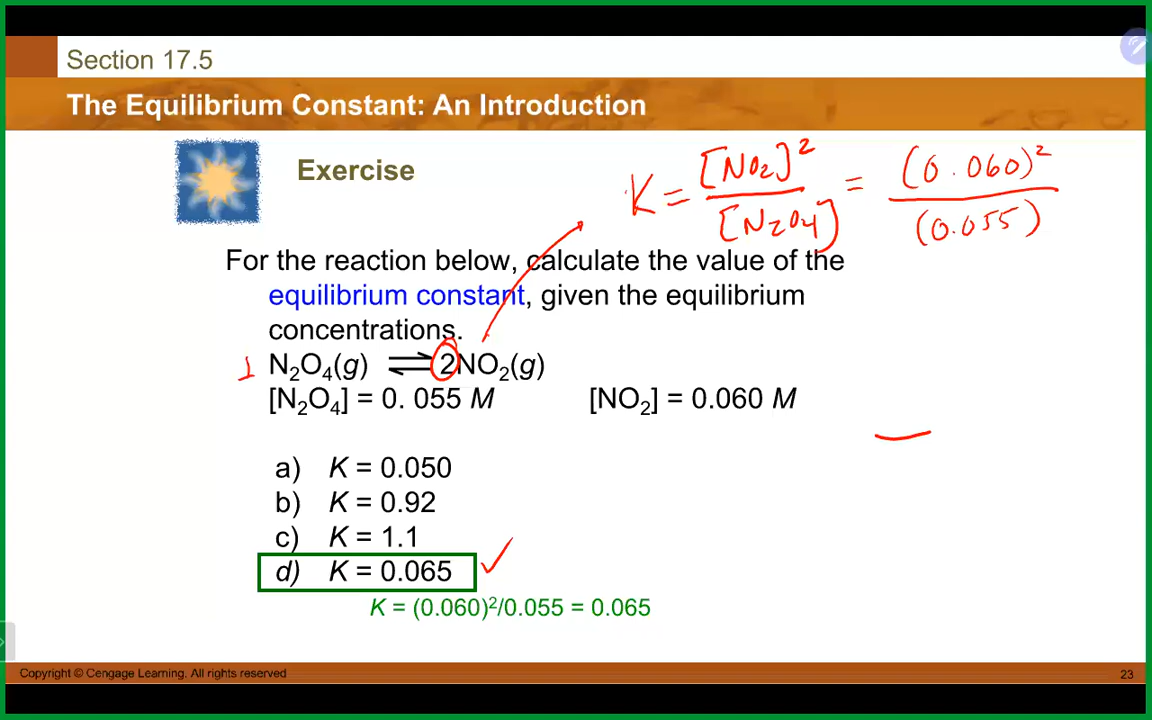 Section 17.5
The Equilibrium Constant: An Introduction
Exercise
K = [NO₂]² / [N₂O₄] = (0.060)² / (0.055)
For the reaction below, calculate the value of the
equilibrium constant, given the equilibrium
concentrations.
1 N₂O₄(g) ⇌ 2NO₂(g)
[N₂O₄] = 0. 055 M [NO₂] = 0.060 M
a) K = 0.050
b) K = 0.92
c) K = 1.1
d) K = 0.065 ✓
K = (0.060)²/0.055 = 0.065
Copyright © Cengage Learning. All rights reserved 23